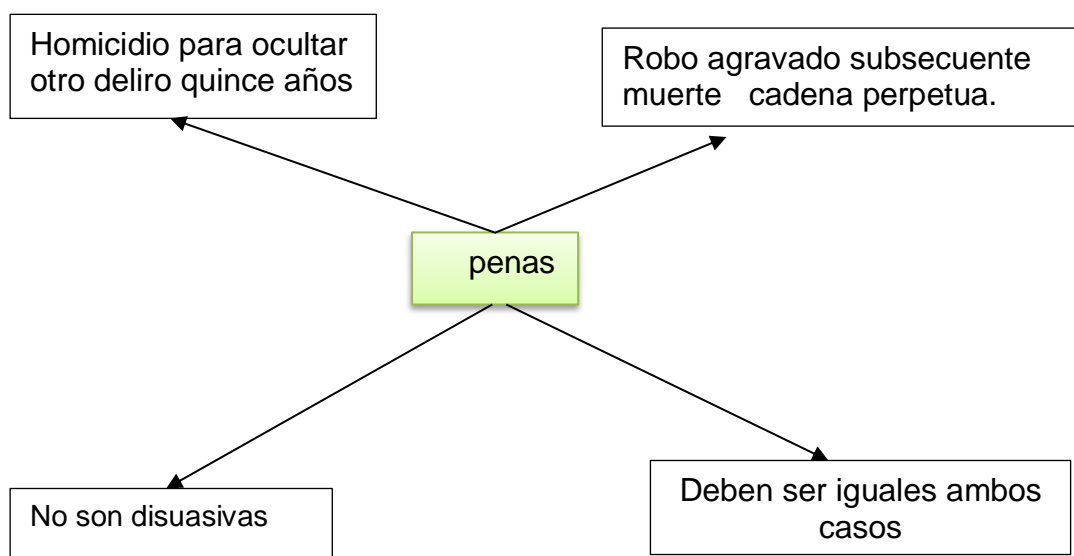 Homicidio para ocultar
otro deliro quince años
Robo agravado subsecuente
muerte cadena perpetua.
penas
No son disuasivas
Deben ser iguales ambos
casos